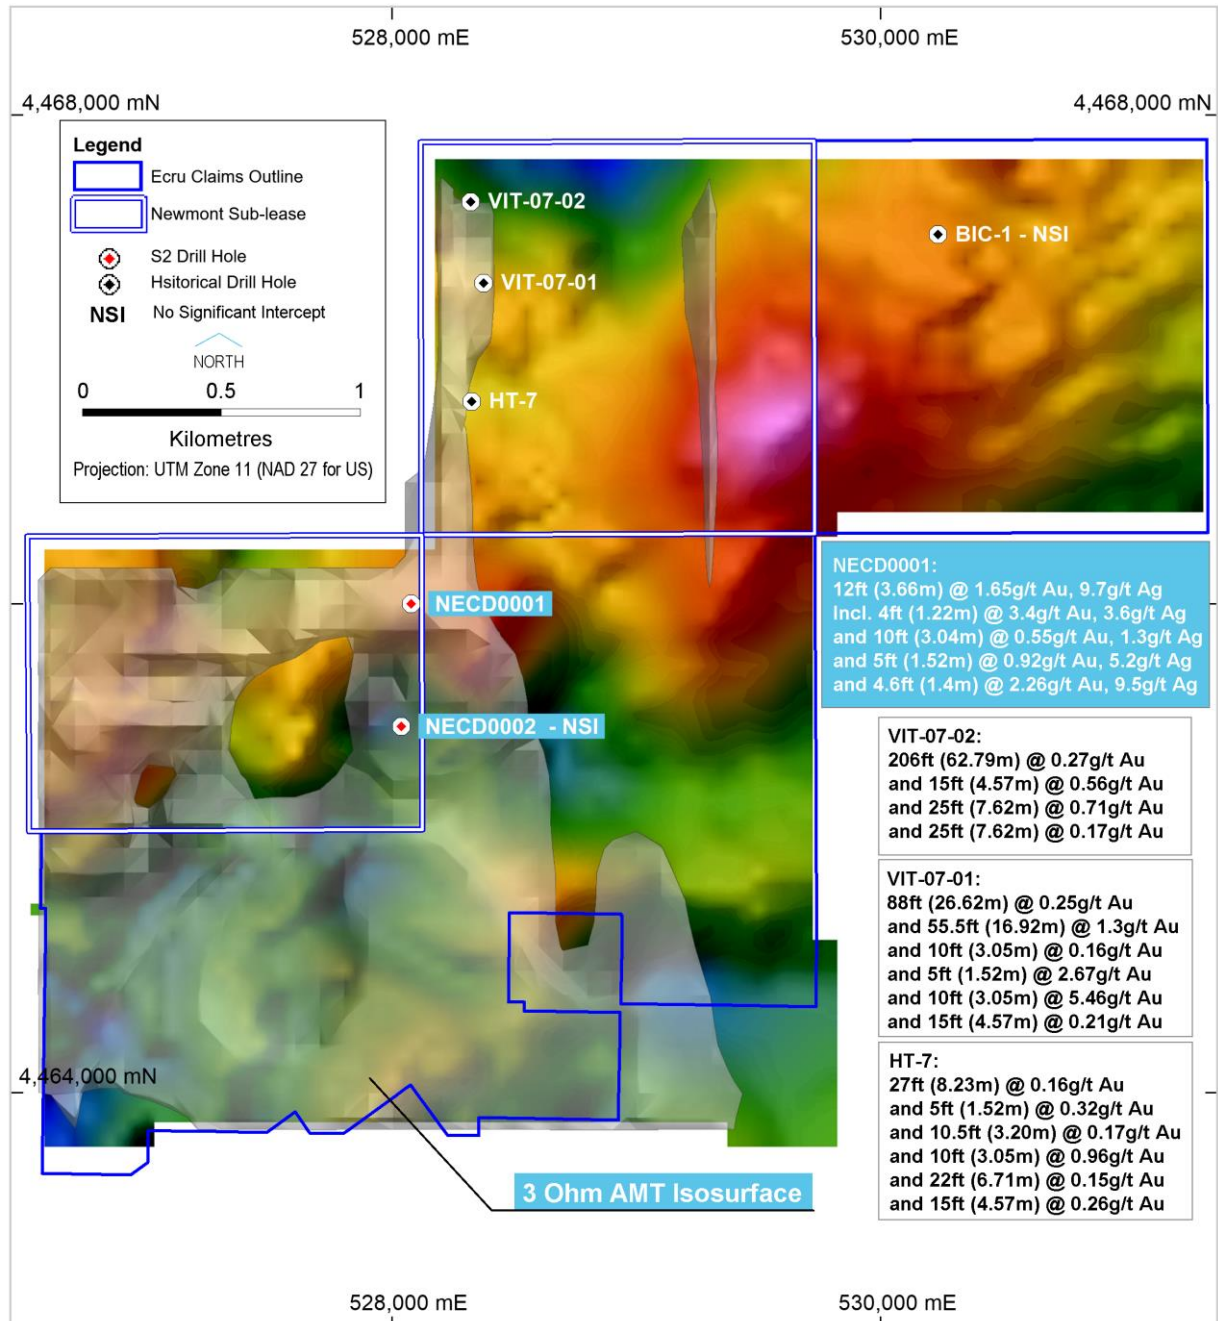 528,000 mE
530,000 mE
4,468,000 mN
4,468,000 mN
Legend
Ecru Claims Outline
Newmont Sub-lease
S2 Drill Hole
Hsitorical Drill Hole
NSI No Significant Intercept
NORTH
0 0.5 1
Kilometres
Projection: UTM Zone 11 (NAD 27 for US)
VIT-07-02
BIC-1 - NSI
VIT-07-01
HT-7
NECD0001
NECD0002 - NSI
NECD0001:
12ft (3.66m) @ 1.65g/t Au, 9.7g/t Ag
Incl. 4ft (1.22m) @ 3.4g/t Au, 3.6g/t Ag
and 10ft (3.04m) @ 0.55g/t Au, 1.3g/t Ag
and 5ft (1.52m) @ 0.92g/t Au, 5.2g/t Ag
and 4.6ft (1.4m) @ 2.26g/t Au, 9.5g/t Ag
VIT-07-02:
206ft (62.79m) @ 0.27g/t Au
and 15ft (4.57m) @ 0.56g/t Au
and 25ft (7.62m) @ 0.71g/t Au
and 25ft (7.62m) @ 0.17g/t Au
VIT-07-01:
88ft (26.62m) @ 0.25g/t Au
and 55.5ft (16.92m) @ 1.3g/t Au
and 10ft (3.05m) @ 0.16g/t Au
and 5ft (1.52m) @ 2.67g/t Au
and 10ft (3.05m) @ 5.46g/t Au
and 15ft (4.57m) @ 0.21g/t Au
HT-7:
27ft (8.23m) @ 0.16g/t Au
and 5ft (1.52m) @ 0.32g/t Au
and 10.5ft (3.20m) @ 0.17g/t Au
and 10ft (3.05m) @ 0.96g/t Au
and 22ft (6.71m) @ 0.15g/t Au
and 15ft (4.57m) @ 0.26g/t Au
4,464,000 mN
3 Ohm AMT Isosurface
528,000 mE
530,000 mE